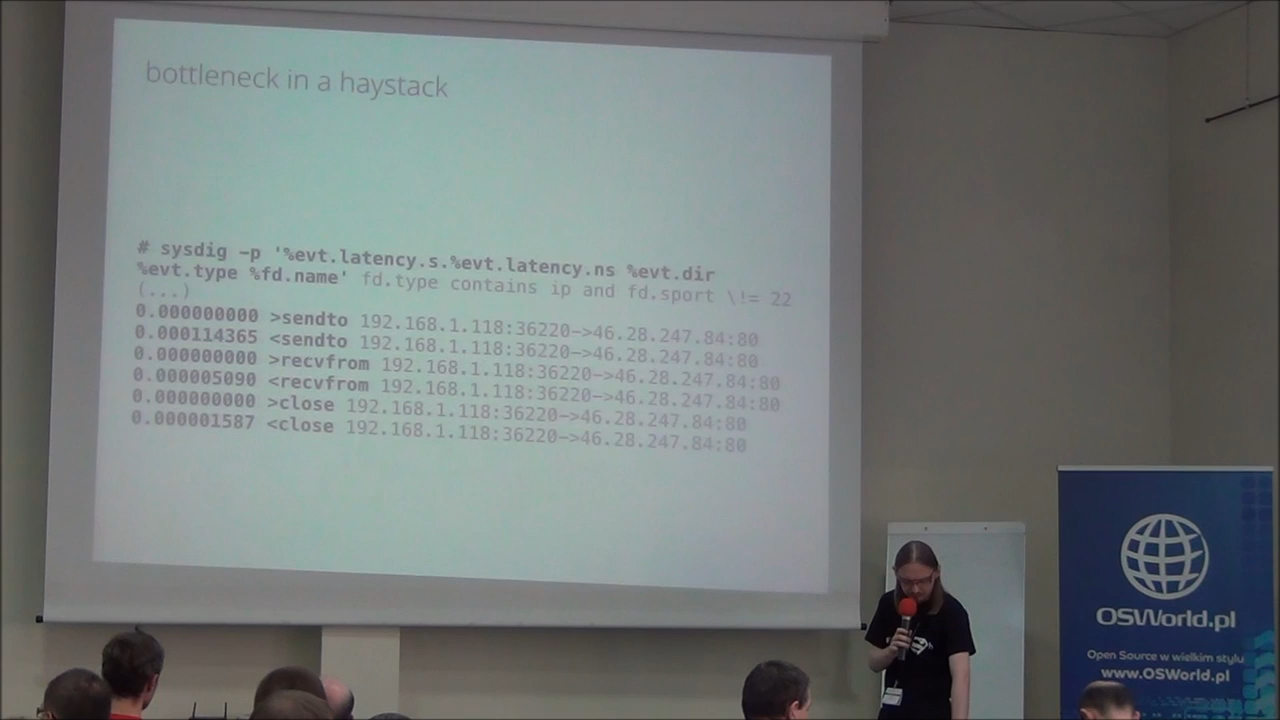 bottleneck in a haystack
# sysdig -p '%evt.latency.s.%evt.latency.ns %evt.dir
%evt.type %fd.name' fd.type contains ip and fd.sport \!= 22
(...)
0.000000000 >sendto 192.168.1.118:36220->46.28.247.84:80
0.000114365 <sendto 192.168.1.118:36220->46.28.247.84:80
0.000000000 >recvfrom 192.168.1.118:36220->46.28.247.84:80
0.000005090 <recvfrom 192.168.1.118:36220->46.28.247.84:80
0.000000000 >close 192.168.1.118:36220->46.28.247.84:80
0.000001587 <close 192.168.1.118:36220->46.28.247.84:80
OSWorld.pl
Open Source w wielkim stylu
www.OSWorld.pl